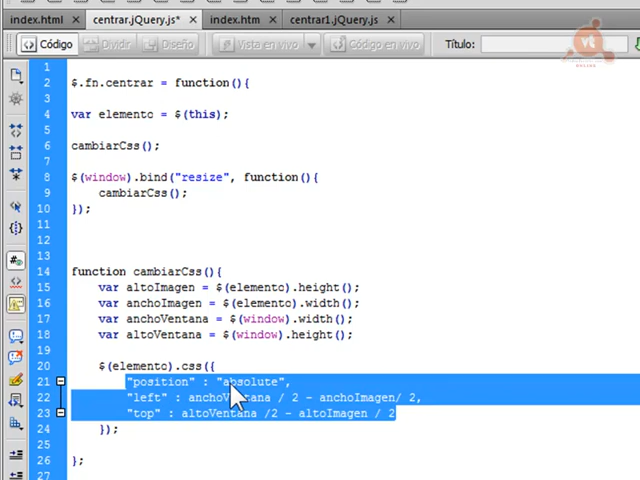 index.html × centrar.jQuery.js* × index.htm × centrar1.jQuery.js ×
Código Dividir Diseño Vista en vivo Código en vivo Título:
1
2 $.fn.centrar = function(){
3
4 var elemento = $(this);
5
6 cambiarCss();
7
8 $(window).bind("resize", function(){
9 cambiarCss();
10 });
11
12
13
14 function cambiarCss(){
15 var altoImagen = $(elemento).height();
16 var anchoImagen = $(elemento).width();
17 var anchoVentana = $(window).width();
18 var altoVentana = $(window).height();
19
20 $(elemento).css({
21 "position" : "absolute",
22 "left" : anchoVentana / 2 - anchoImagen/ 2,
23 "top" : altoVentana /2 - altoImagen / 2
24 });
25
26 };
27